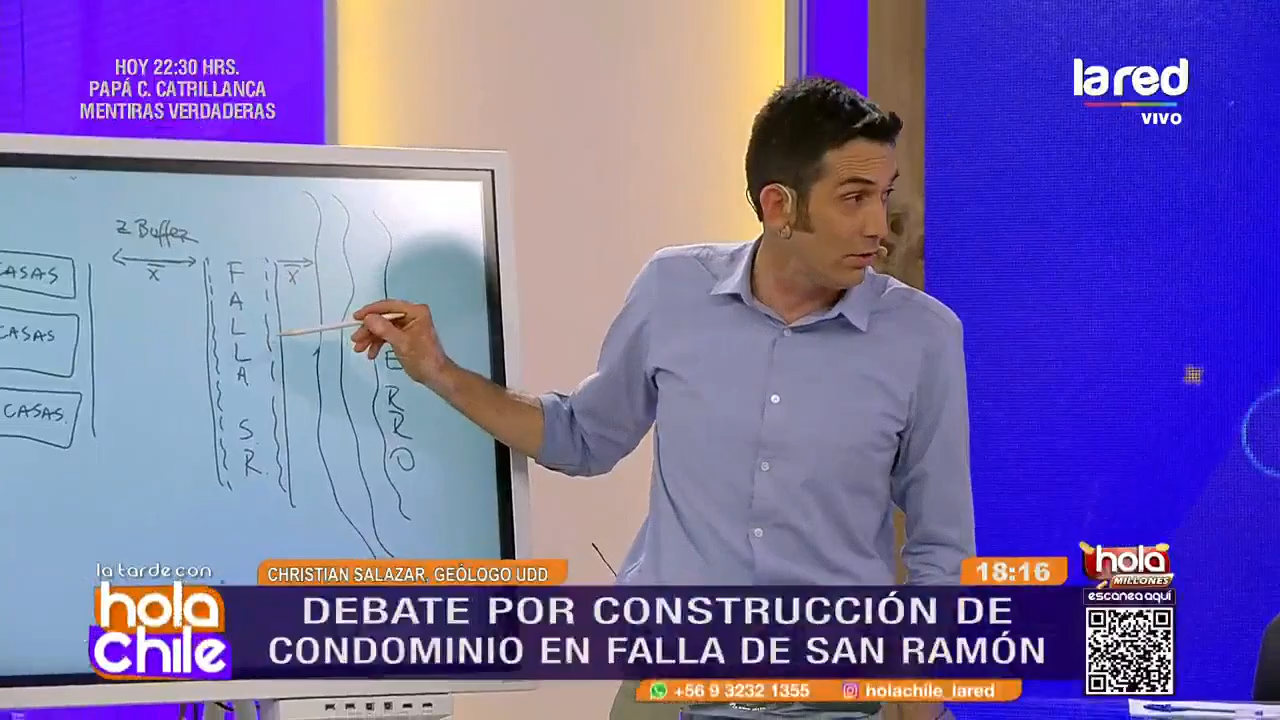 HOY 22:30 HRS.
PAPÁ C. CATRILLANCA
MENTIRAS VERDADERAS
la red
VIVO
z Buffer
X
X
CASAS
CASAS
CASAS
FALLA S.R.
ERRO
la tarde con
hola
Chile
CHRISTIAN SALAZAR, GEÓLOGO UDD
18:16
DEBATE POR CONSTRUCCIÓN DE
CONDOMINIO EN FALLA DE SAN RAMÓN
+56 9 3232 1355
holachile_lared
hola
MILLONES
escanea aquí